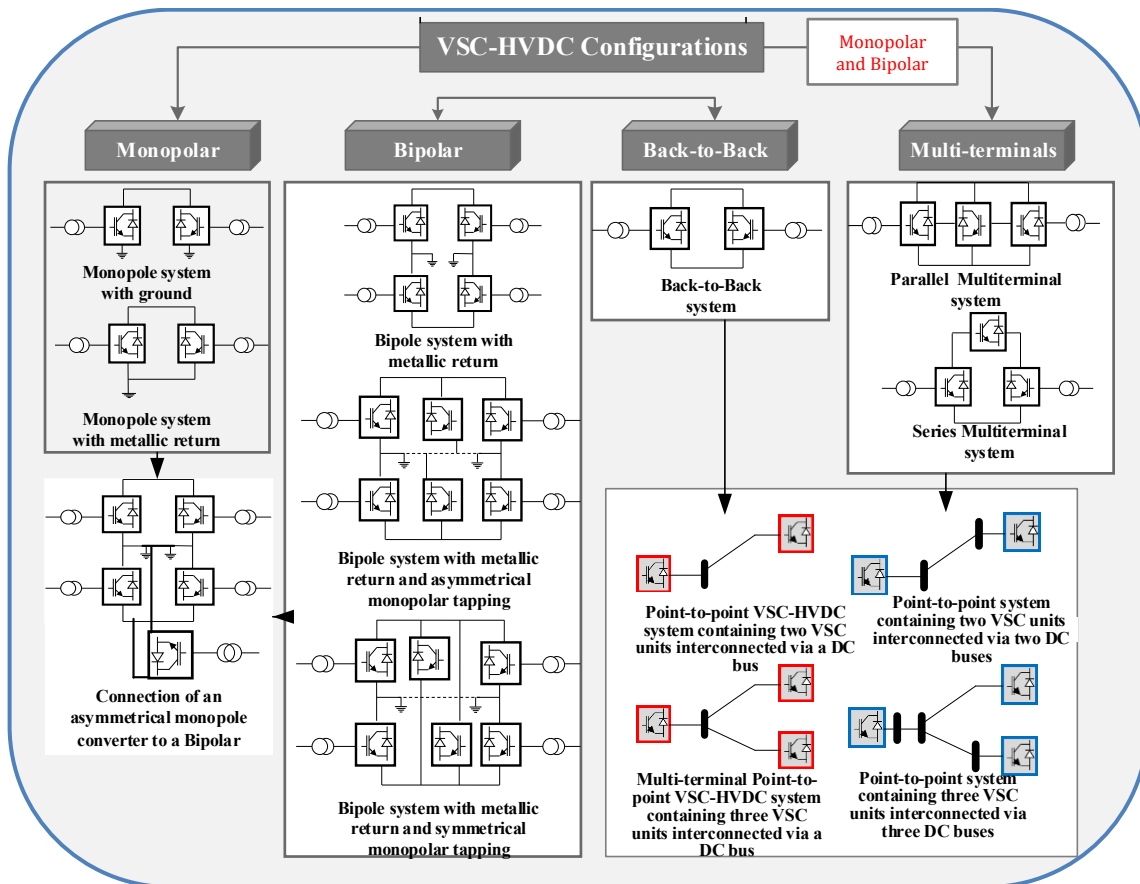 VSC-HVDC Configurations
Monopolar
and Bipolar
Monopolar
Bipolar
Back-to-Back
Multi-terminals
Monopole system
with ground
Monopole system
with metallic return
Connection of an
asymmetrical monopole
converter to a Bipolar
Bipole system with
metallic return
Bipole system with metallic
return and asymmetrical
monopolar tapping
Bipole system with metallic
return and symmetrical
monopolar tapping
Back-to-Back
system
Parallel Multiterminal
system
Series Multiterminal
system
Point-to-point VSC-HVDC
system containing two VSC
units interconnected via a DC
bus
Point-to-point system
containing two VSC units
interconnected via two DC
buses
Multi-terminal Point-to-
point VSC-HVDC system
containing three VSC
units interconnected via a
DC bus
Point-to-point system
containing three VSC
units interconnected via
three DC buses